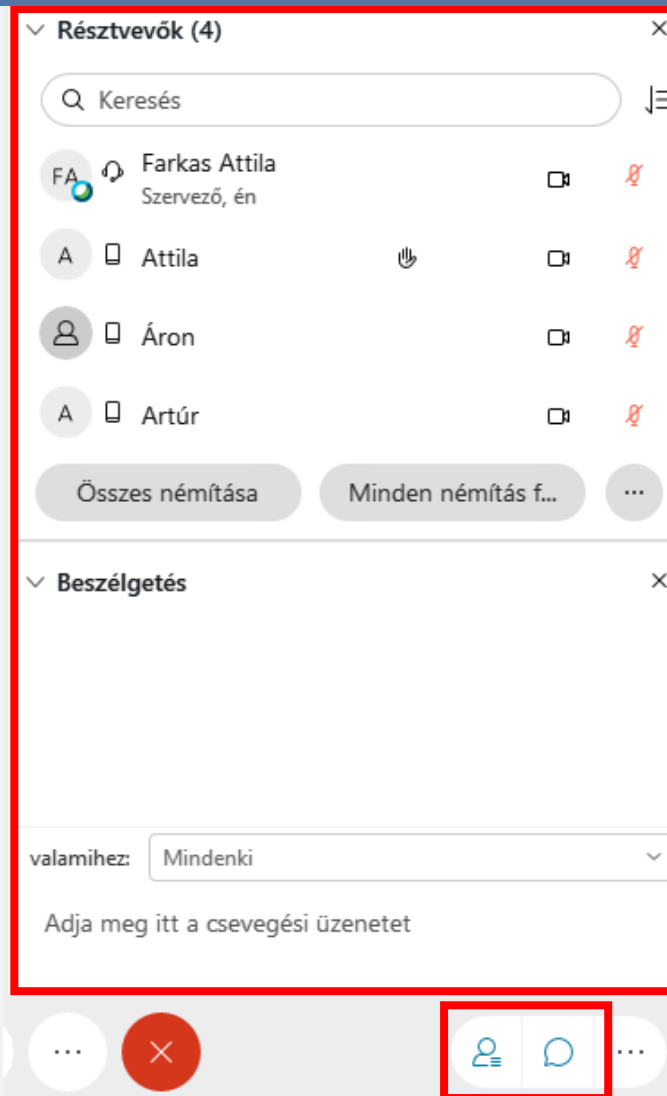 Résztvevők (4)
Keresés
FA
Farkas Attila
Szervező, én
A
Attila
Áron
A
Artúr
Összes némítása
Minden némítás f...
Beszélgetés
valamihez:
Mindenki
Adja meg itt a csevegési üzenetet